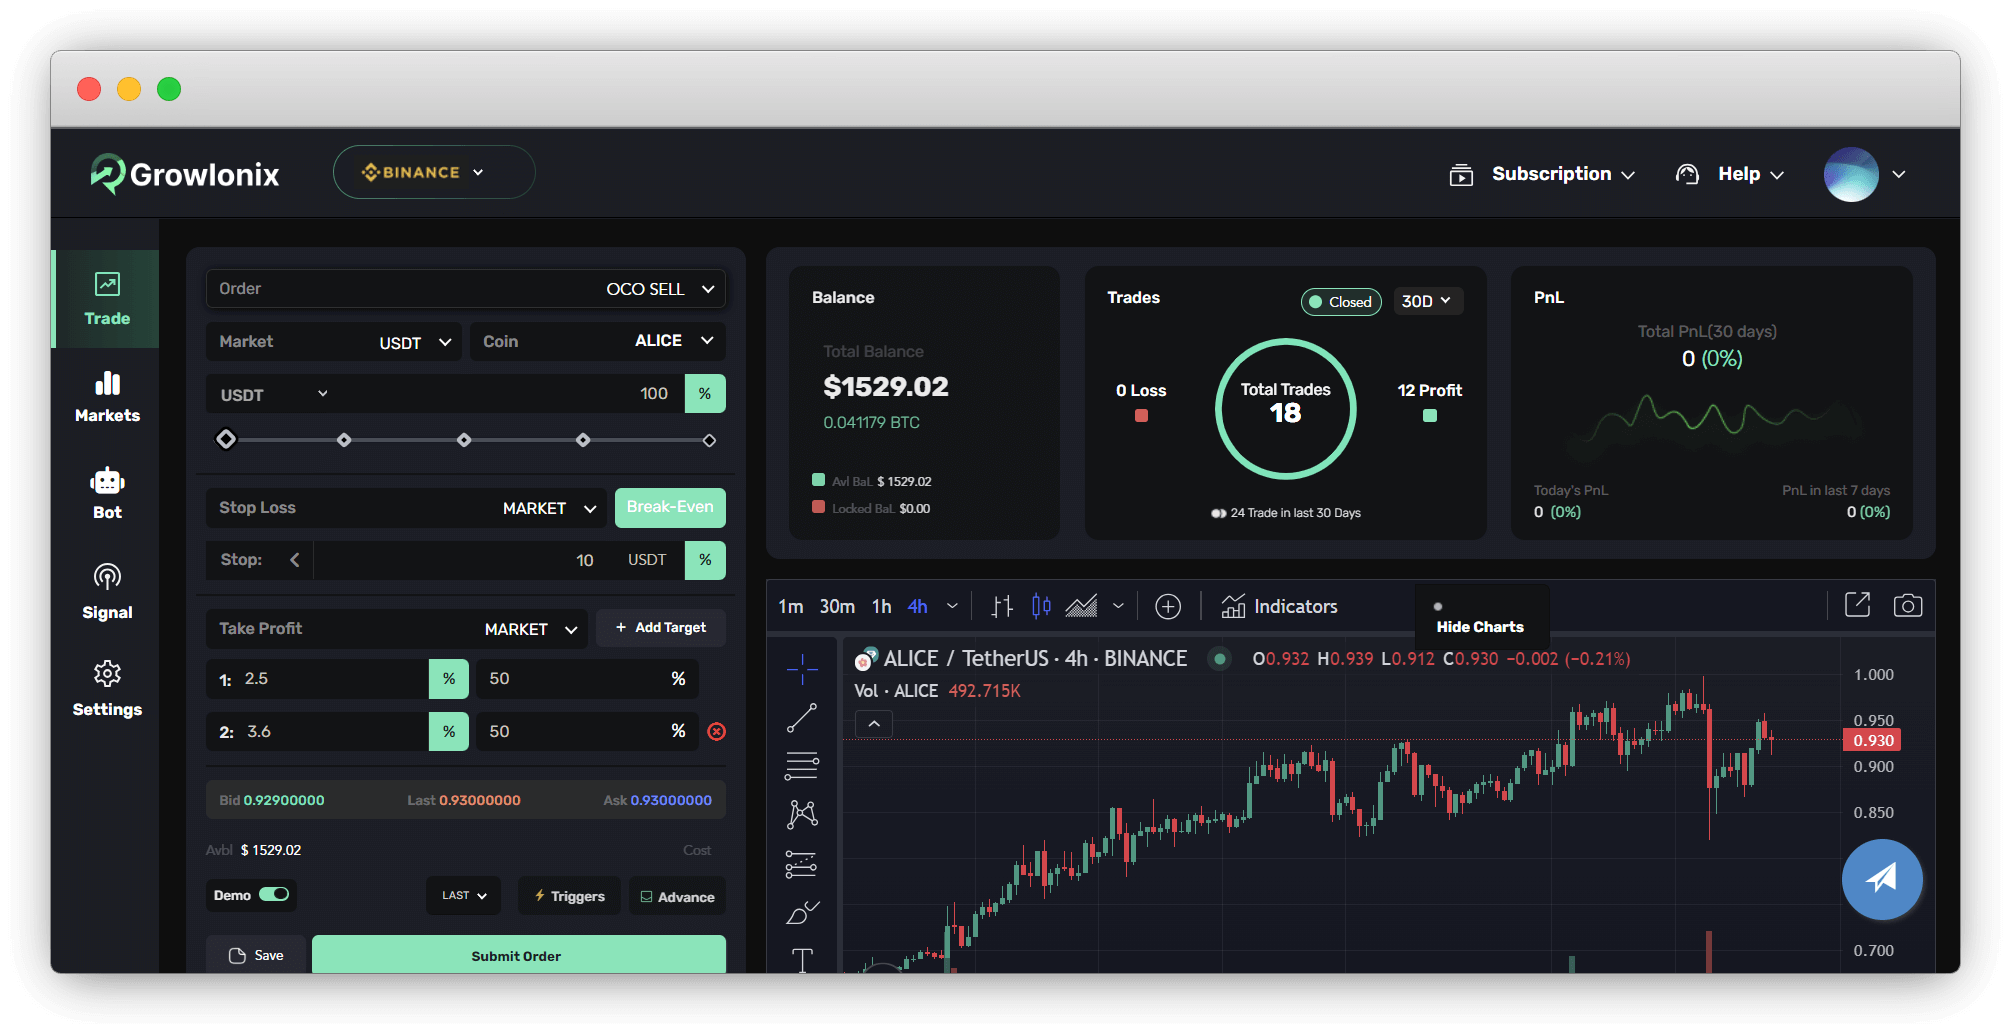 Growlonix
BINANCE
Subscription
Help
Trade
Markets
Bot
Signal
Settings
Order OCO SELL
Market USDT Coin ALICE
USDT 100 %
Stop Loss MARKET Break-Even
Stop: 10 USDT %
Take Profit MARKET + Add Target
1: 2.5 % 50 %
2: 3.6 % 50 %
Bid 0.92900000 Last 0.93000000 Ask 0.93000000
Avbl $ 1529.02 Cost
Demo LAST Triggers Advance
Save Submit Order
Balance
Total Balance
$1529.02
0.041179 BTC
Avl Bal. $ 1529.02
Locked Bal. $0.00
Trades Closed 30D
0 Loss
Total Trades
18
12 Profit
24 Trade in last 30 Days
PnL
Total PnL(30 days)
0 (0%)
Today's PnL PnL in last 7 days
0 (0%) 0 (0%)
1m 30m 1h 4h Indicators
Hide Charts
ALICE / TetherUS · 4h · BINANCE O0.932 H0.939 L0.912 C0.930 −0.002 (−0.21%)
Vol · ALICE 492.715K
1.000
0.950
0.930
0.900
0.850
0.700